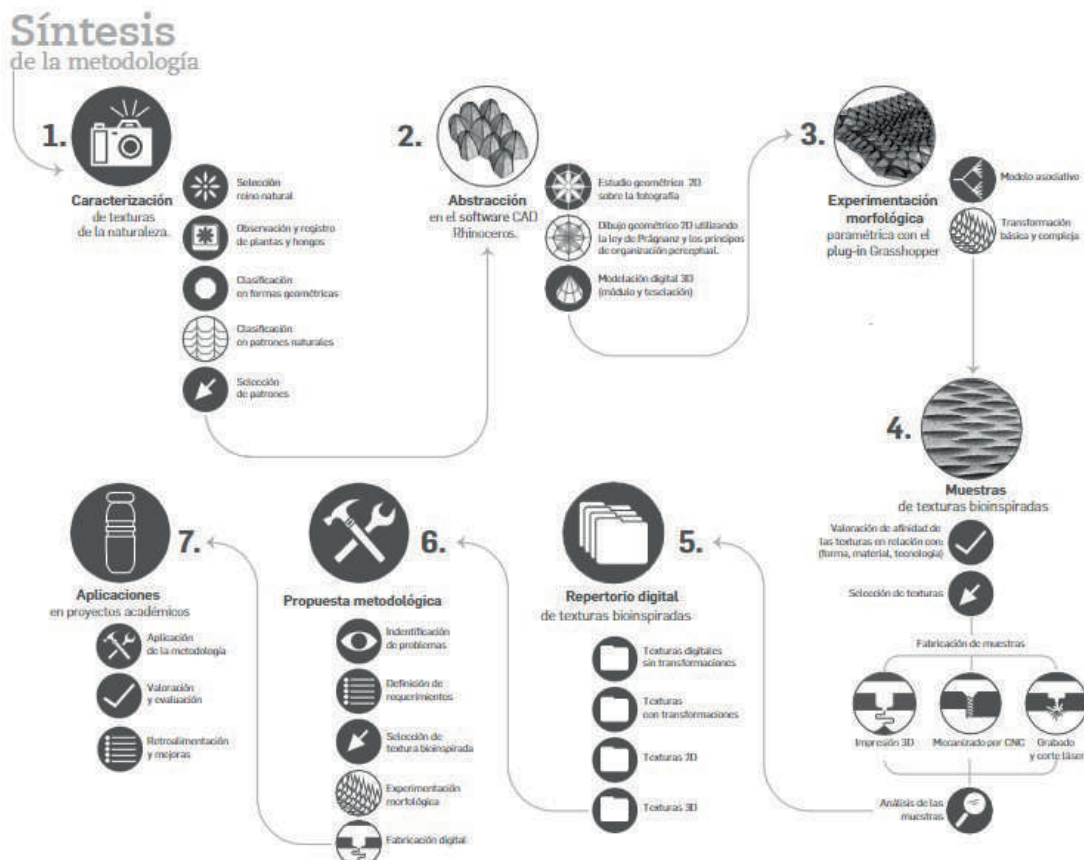 Síntesis
de la metodología
1.
Caracterización
de texturas
de la naturaleza.
Selección
reino natural
Observación y registro
de plantas y hongos
Clasificación
en formas geométricas
Clasificación
en patrones naturales
Selección
de patrones
2.
Abstracción
en el software CAD
Rhinoceros.
Estudio geométrico 2D
sobre la fotografía
Dibujo geométrico 2D utilizando
la ley de Prägnanz y los principios
de organización perceptual.
Modelación digital 3D
(módulo y teselación)
3.
Experimentación
morfológica
paramétrica con el
plug-in Grasshopper
Modelo asociativo
Transformación
básica y compleja
4.
Muestras
de texturas bioinspiradas
Valoración de afinidad de
las texturas en relación con:
(forma, material, tecnología)
Selección de texturas
Fabricación de muestras
Impresión 3D
Mecanizado por CNC
Grabado
y corte láser
Análisis de las
muestras
5.
Repertorio digital
de texturas bioinspiradas
Texturas digitales
sin transformaciones
Texturas
con transformaciones
Texturas 2D
Texturas 3D
6.
Propuesta metodológica
Indentificación
de problemas
Definición de
requerimientos
Selección de
textura bioinspirada
Experimentación
morfológica
Fabricación digital
7.
Aplicaciones
en proyectos académicos
Aplicación
de la metodología
Valoración
y evaluación
Retroalimentación
y mejoras